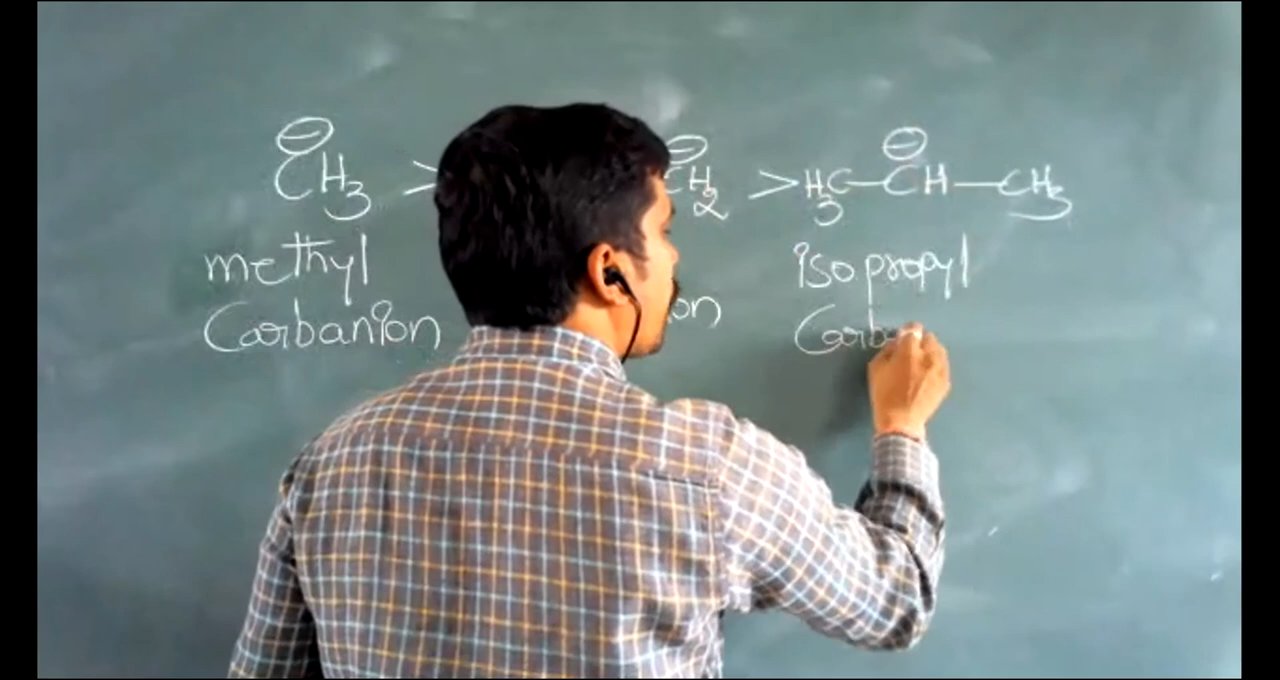 ⊖ ⊖ ⊖
CH3 > CH2 > H3C—CH—CH3
methyl isopropyl
Carbanion on Carb